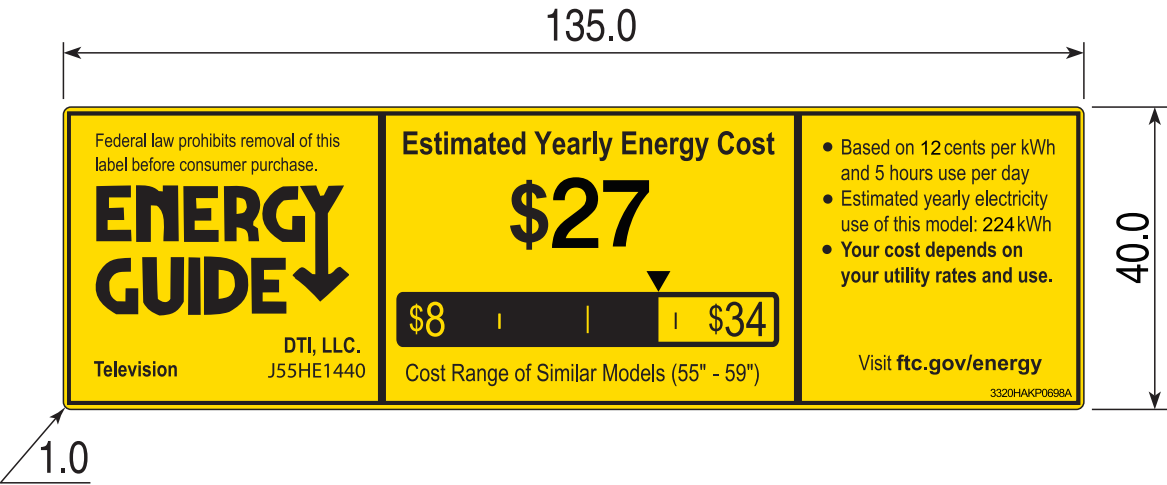 135.0
Federal law prohibits removal of this
label before consumer purchase.
ENERGY
GUIDE
DTI, LLC.
Television J55HE1440
Estimated Yearly Energy Cost
$27
$8 $34
Cost Range of Similar Models (55" - 59")
• Based on 12 cents per kWh
and 5 hours use per day
• Estimated yearly electricity
use of this model: 224 kWh
• Your cost depends on
your utility rates and use.
Visit ftc.gov/energy
3320HAKP0698A
40.0
1.0